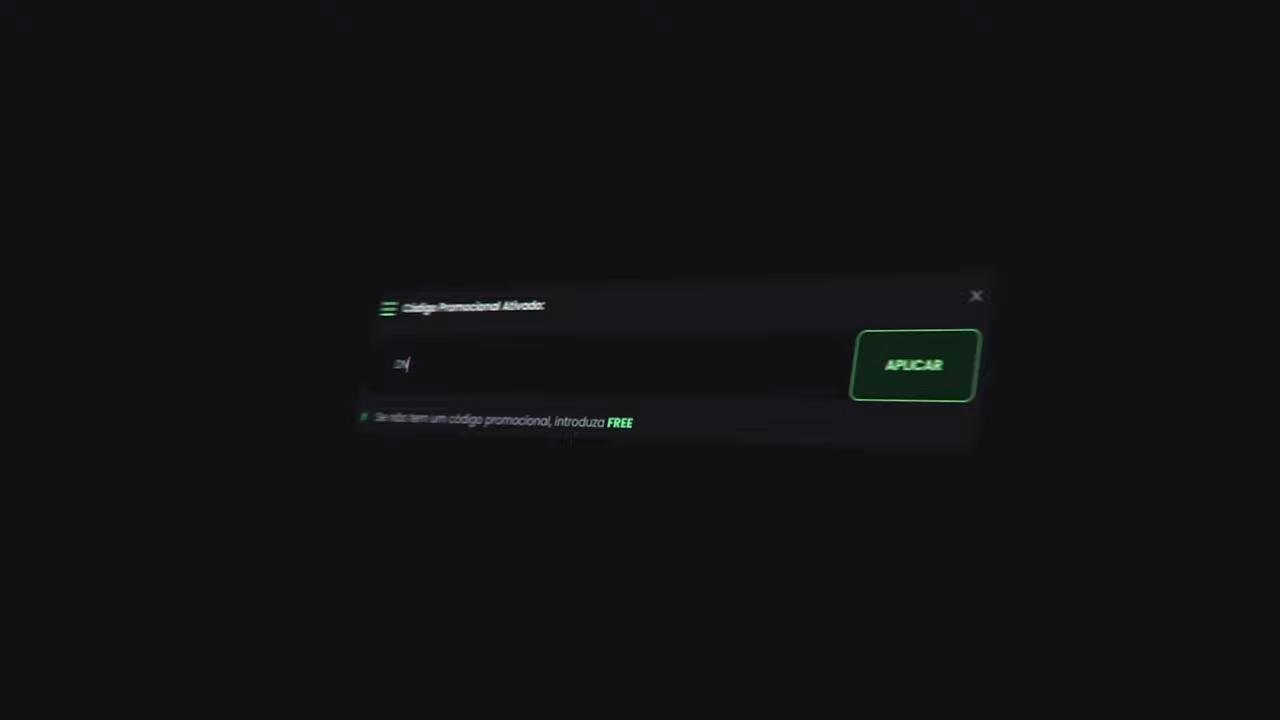 Código Promocional Ativado:
APLICAR
# Se não tem um código promocional, introduza FREE